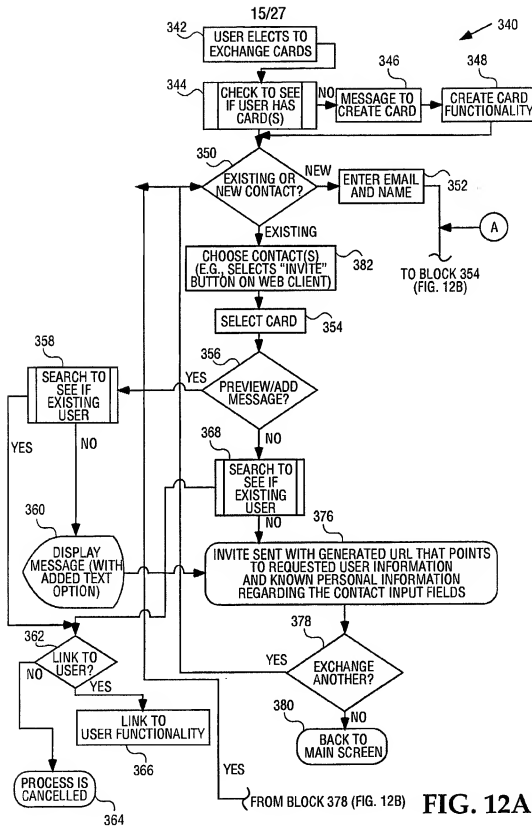 15/27
340
342
USER ELECTS TO
EXCHANGE CARDS
344
CHECK TO SEE
IF USER HAS
CARD(S)
NO
346
MESSAGE TO
CREATE CARD
348
CREATE CARD
FUNCTIONALITY
350
EXISTING OR
NEW CONTACT?
NEW
ENTER EMAIL
AND NAME
352
A
TO BLOCK 354
(FIG. 12B)
EXISTING
CHOOSE CONTACT(S)
(E.G., SELECTS "INVITE"
BUTTON ON WEB CLIENT)
382
SELECT CARD
354
356
PREVIEW/ADD
MESSAGE?
YES
NO
358
SEARCH TO
SEE IF
EXISTING
USER
YES
NO
368
SEARCH TO
SEE IF
EXISTING
USER
NO
360
DISPLAY
MESSAGE (WITH
ADDED TEXT
OPTION)
376
INVITE SENT WITH GENERATED URL THAT POINTS
TO REQUESTED USER INFORMATION
AND KNOWN PERSONAL INFORMATION
REGARDING THE CONTACT INPUT FIELDS
362
LINK TO
USER?
NO
YES
LINK TO
USER FUNCTIONALITY
366
PROCESS IS
CANCELLED
364
378
EXCHANGE
ANOTHER?
YES
NO
380
BACK TO
MAIN SCREEN
YES
FROM BLOCK 378 (FIG. 12B)
FIG. 12A